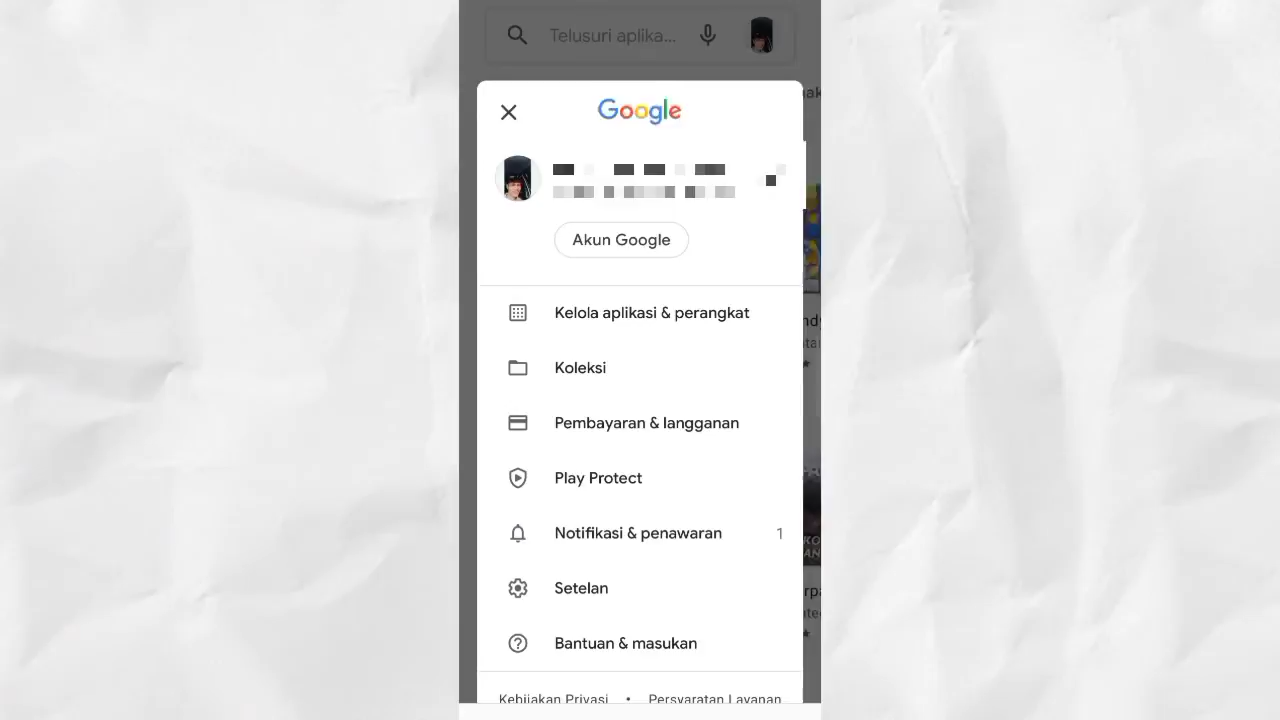 Telusuri aplika...
Google
Akun Google
Kelola aplikasi & perangkat
Koleksi
Pembayaran & langganan
Play Protect
Notifikasi & penawaran 1
Setelan
Bantuan & masukan
Kebijakan Privasi • Persyaratan Layanan